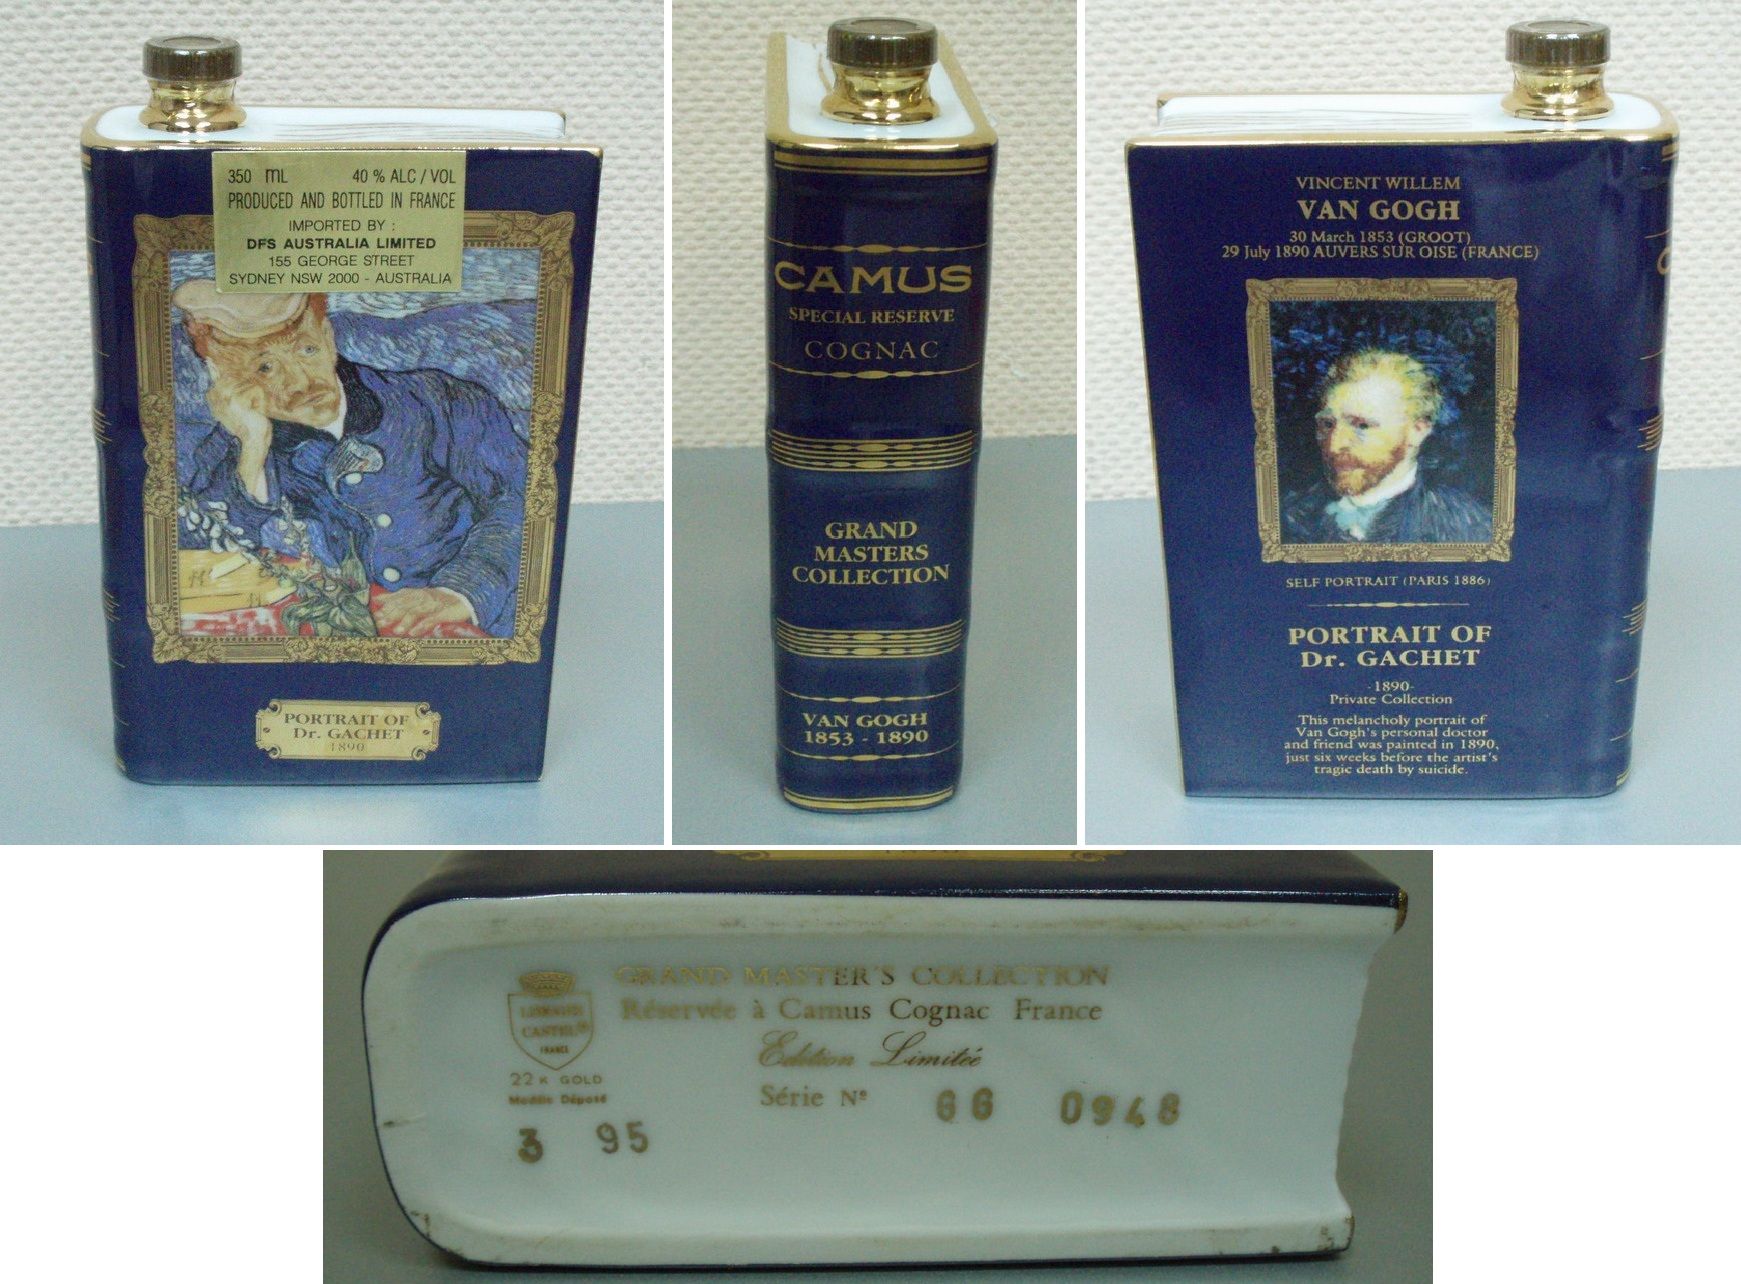 350 mL 40 % ALC / VOL
PRODUCED AND BOTTLED IN FRANCE
IMPORTED BY :
DFS AUSTRALIA LIMITED
155 GEORGE STREET
SYDNEY NSW 2000 - AUSTRALIA
PORTRAIT OF
Dr. GACHET
1890
CAMUS
SPECIAL RESERVE
COGNAC
GRAND
MASTERS
COLLECTION
VAN GOGH
1853 - 1890
VINCENT WILLEM
VAN GOGH
30 March 1853 (GROOT)
29 July 1890 AUVERS SUR OISE (FRANCE)
SELF PORTRAIT (PARIS 1886)
PORTRAIT OF
Dr. GACHET
-1890-
Private Collection
This melancholy portrait of
Van Gogh's personal doctor
and friend was painted in 1890,
just six weeks before the artist's
tragic death by suicide.
GRAND MASTER'S COLLECTION
Réservée à Camus Cognac France
Edition Limitée
Série Nº 66 0948
CASTEL
FRANCE
22 K GOLD
Modèle Déposé
3 95